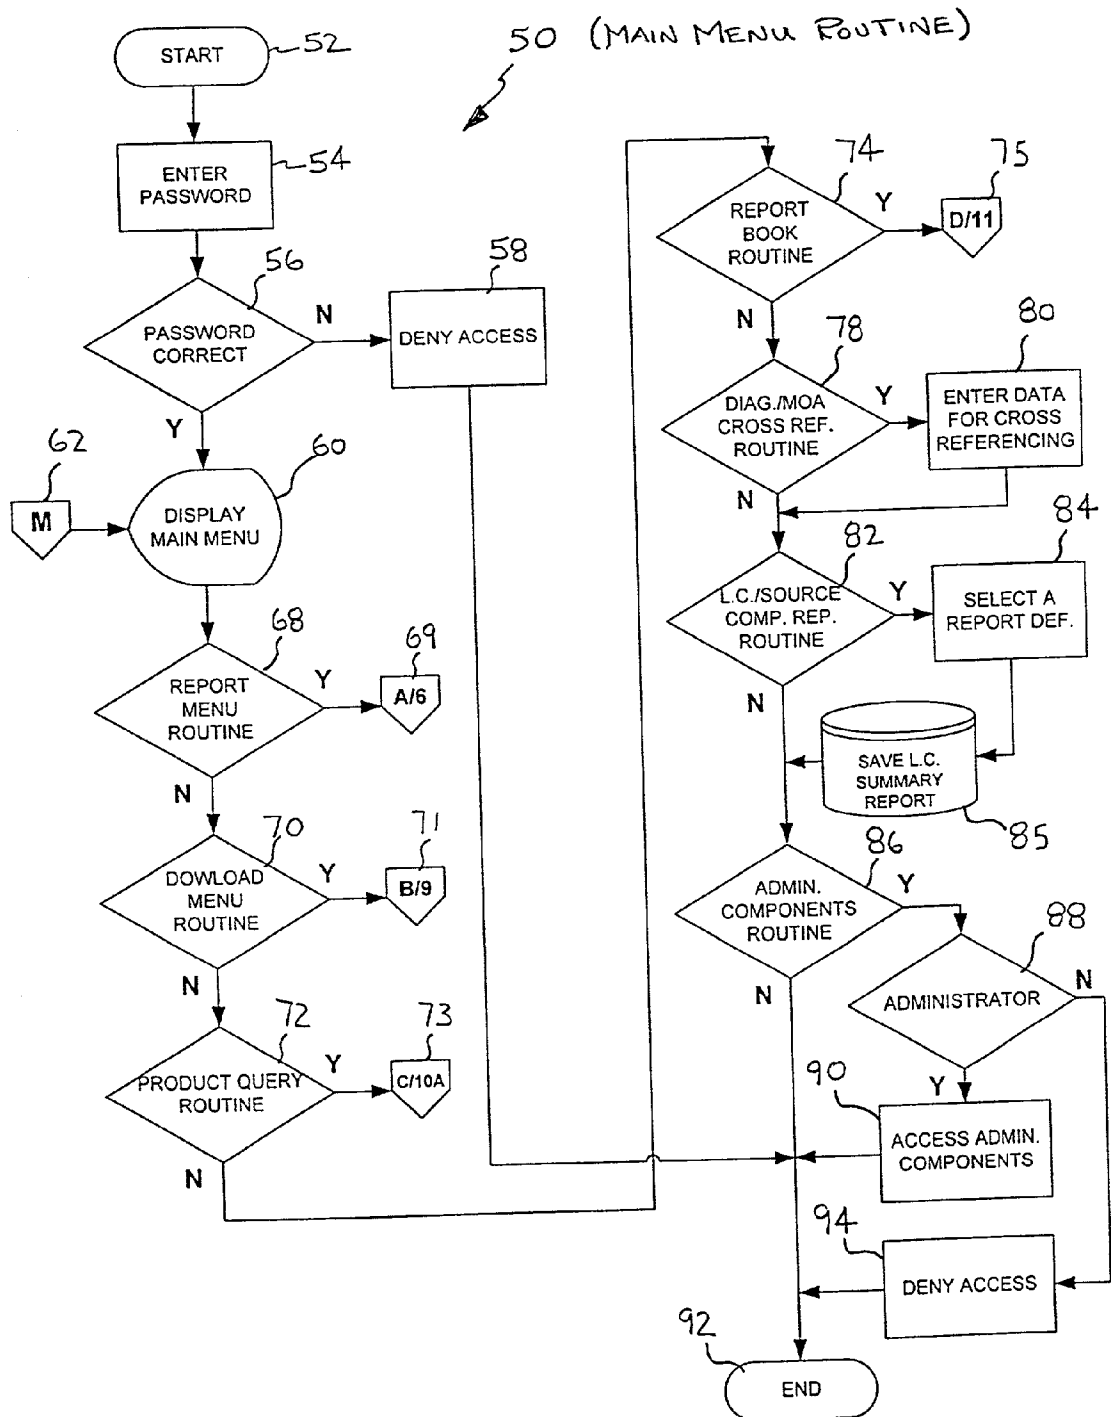 50 (MAIN MENU ROUTINE)
START
52
ENTER
PASSWORD
54
PASSWORD
CORRECT
56
N
Y
DENY ACCESS
58
62
M
DISPLAY
MAIN MENU
60
REPORT
MENU
ROUTINE
68
Y
N
69
A/6
DOWLOAD
MENU
ROUTINE
70
Y
N
71
B/9
PRODUCT QUERY
ROUTINE
72
Y
N
73
C/10A
REPORT
BOOK
ROUTINE
74
Y
N
75
D/11
DIAG./MOA
CROSS REF.
ROUTINE
78
Y
N
80
ENTER DATA
FOR CROSS
REFERENCING
L.C./SOURCE
COMP. REP.
ROUTINE
82
Y
N
84
SELECT A
REPORT DEF.
SAVE L.C.
SUMMARY
REPORT
85
ADMIN.
COMPONENTS
ROUTINE
86
Y
N
ADMINISTRATOR
88
N
Y
90
ACCESS ADMIN.
COMPONENTS
94
DENY ACCESS
92
END